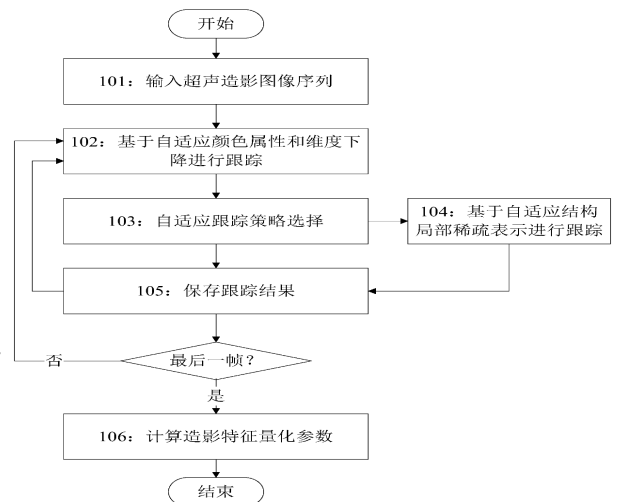 开始
101：输入超声造影图像序列
102：基于自适应颜色属性和维度下
降进行跟踪
103：自适应跟踪策略选择
104：基于自适应结构
局部稀疏表示进行跟踪
105：保存跟踪结果
最后一帧？
否
是
106：计算造影特征量化参数
结束